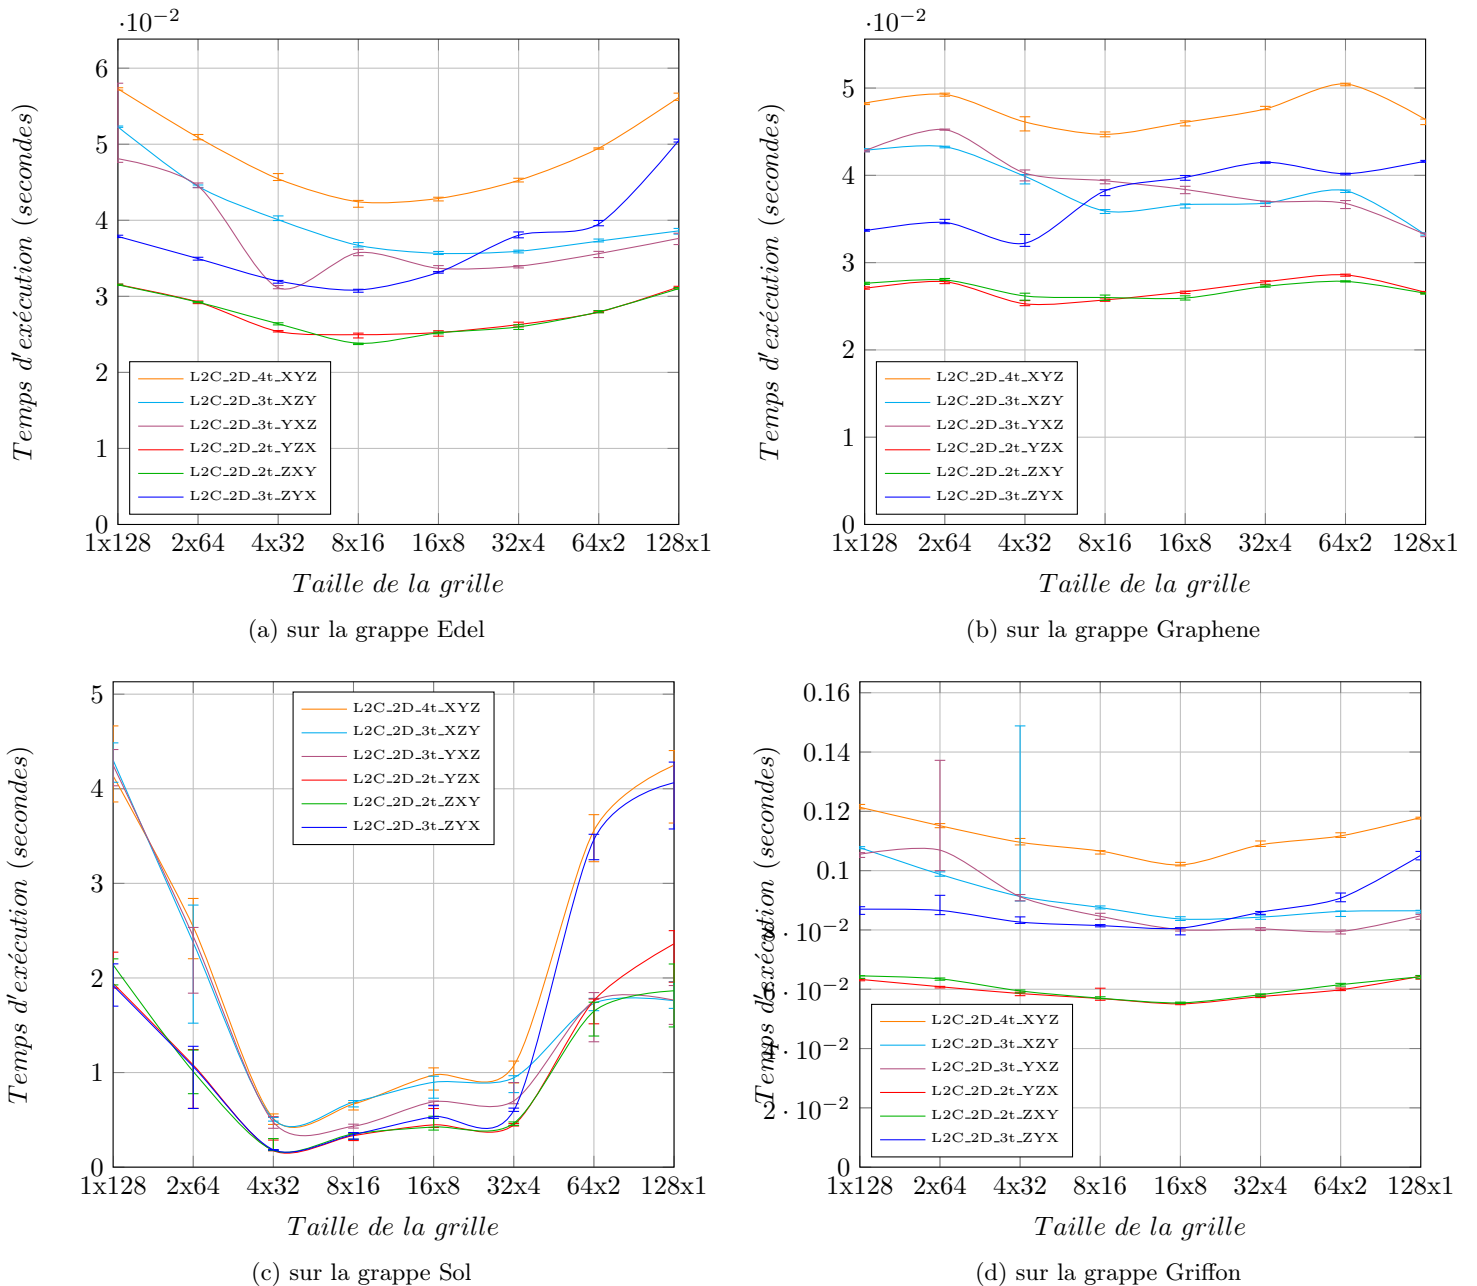 ·10−2
6
5
4
3
2
1
0
Temps d'exécution (secondes)
L2C_2D_4t_XYZ
L2C_2D_3t_XZY
L2C_2D_3t_YXZ
L2C_2D_2t_YZX
L2C_2D_2t_ZXY
L2C_2D_3t_ZYX
1x128 2x64 4x32 8x16 16x8 32x4 64x2 128x1
Taille de la grille
(a) sur la grappe Edel
·10−2
5
4
3
2
1
0
Temps d'exécution (secondes)
L2C_2D_4t_XYZ
L2C_2D_3t_XZY
L2C_2D_3t_YXZ
L2C_2D_2t_YZX
L2C_2D_2t_ZXY
L2C_2D_3t_ZYX
1x128 2x64 4x32 8x16 16x8 32x4 64x2 128x1
Taille de la grille
(b) sur la grappe Graphene
5
4
3
2
1
0
Temps d'exécution (secondes)
L2C_2D_4t_XYZ
L2C_2D_3t_XZY
L2C_2D_3t_YXZ
L2C_2D_2t_YZX
L2C_2D_2t_ZXY
L2C_2D_3t_ZYX
1x128 2x64 4x32 8x16 16x8 32x4 64x2 128x1
Taille de la grille
(c) sur la grappe Sol
0.16
0.14
0.12
0.1
8 · 10−2
6 · 10−2
4 · 10−2
2 · 10−2
0
Temps d'exécution (secondes)
L2C_2D_4t_XYZ
L2C_2D_3t_XZY
L2C_2D_3t_YXZ
L2C_2D_2t_YZX
L2C_2D_2t_ZXY
L2C_2D_3t_ZYX
1x128 2x64 4x32 8x16 16x8 32x4 64x2 128x1
Taille de la grille
(d) sur la grappe Griffon